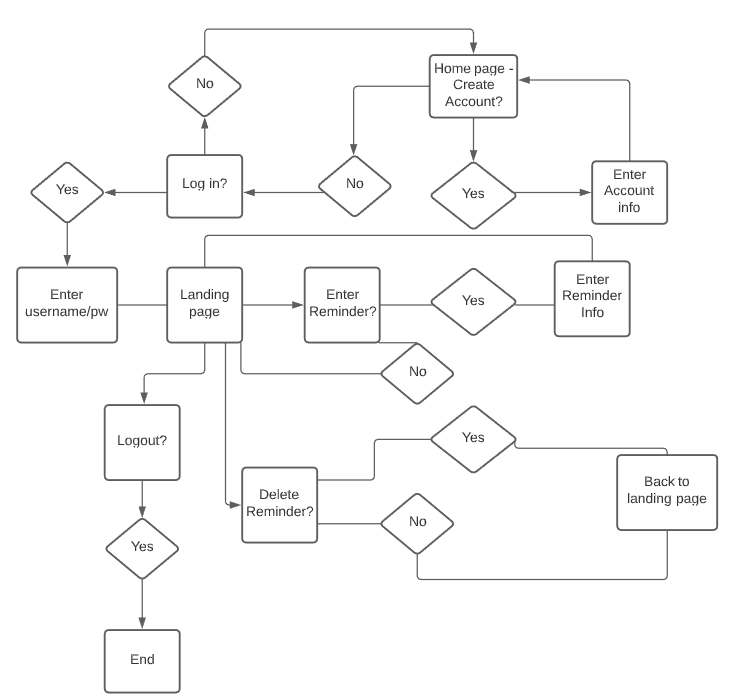 No
Home page -
Create
Account?
Yes
Log in?
No
Yes
Enter
Account
info
Enter
username/pw
Landing
page
Enter
Reminder?
Yes
Enter
Reminder
Info
No
Logout?
Yes
Delete
Reminder?
Back to
landing page
No
Yes
End